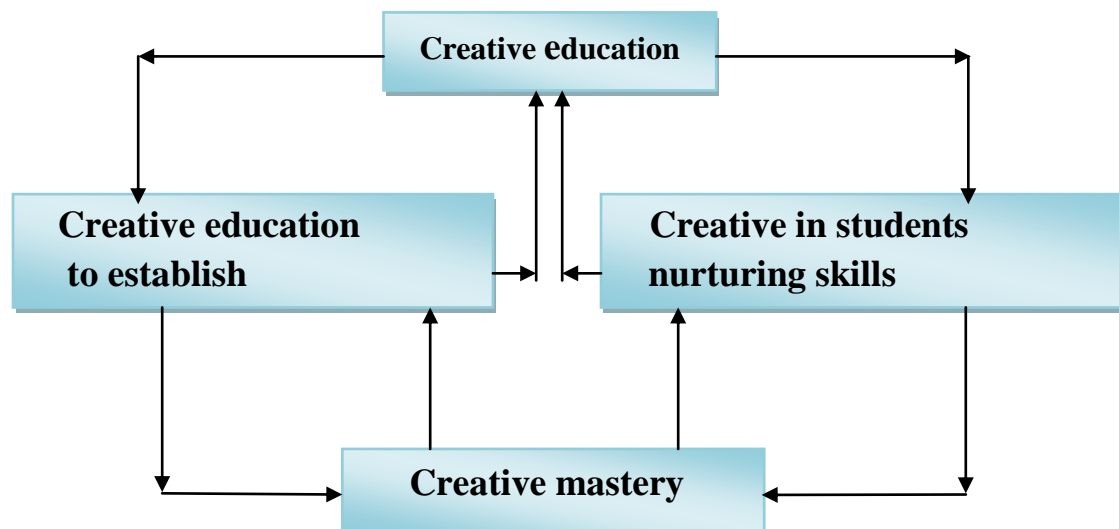 Creative education
Creative education
to establish
Creative in students
nurturing skills
Creative mastery